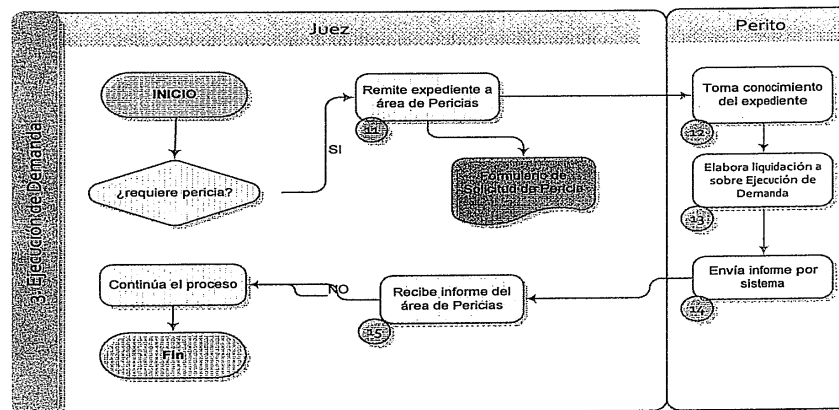 Juez
Perito
3. Ejecución de Demanda
INICIO
Remite expediente a
área de Pericias
11
Toma conocimiento
del expediente
12
SI
¿requiere pericia?
Formulario de
Solicitud de Pericia
Elabora liquidación a
sobre Ejecución de
Demanda
13
Continúa el proceso
NO
Recibe informe del
área de Pericias
15
Envía informe por
sistema
14
Fin